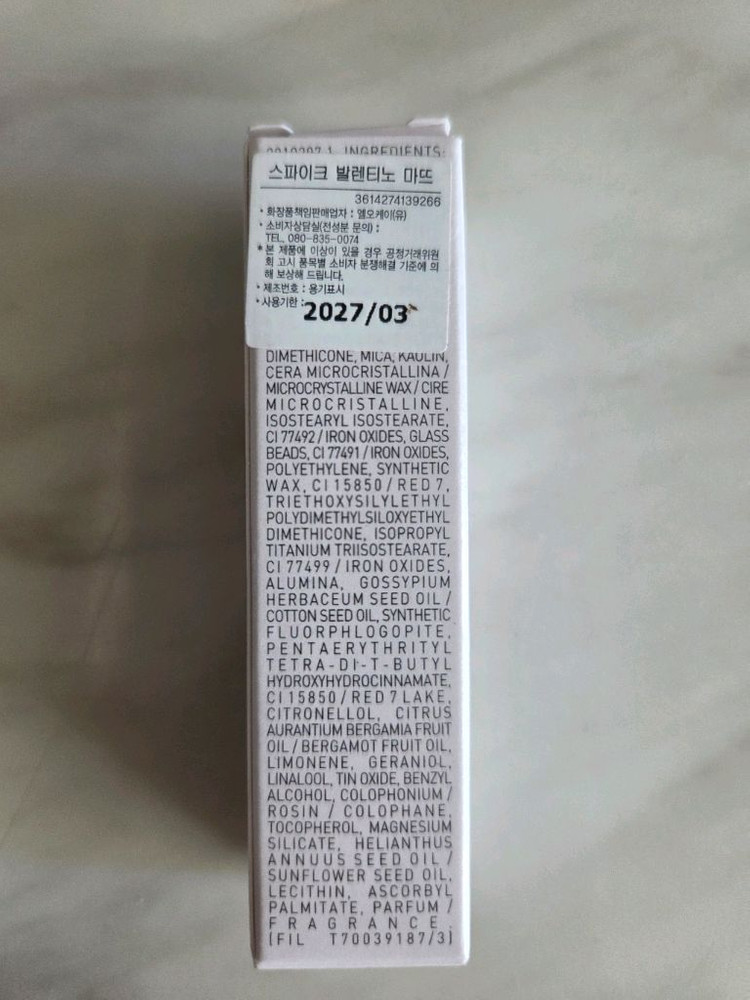 INGREDIENTS:
스파이크 발렌티노 마뜨
3614274139266
• 화장품책임판매업자 : 엘오케이(유)
• 소비자상담실(전성분 문의) :
TEL. 080-835-0074
* 본 제품에 이상이 있을 경우 공정거래위원
회 고시 품목별 소비자 분쟁해결 기준에 의
해 보상해 드립니다.
• 제조번호 : 용기표시
• 사용기한 : 2027/03
DIMETHICONE, MICA, KAOLIN,
CERA MICROCRISTALLINA /
MICROCRYSTALLINE WAX / CIRE
MICROCRISTALLINE,
ISOSTEARYL ISOSTEARATE,
CI 77492 / IRON OXIDES, GLASS
BEADS, CI 77491 / IRON OXIDES,
POLYETHYLENE, SYNTHETIC
WAX, CI 15850 / RED 7,
TRIETHOXYSILYLETHYL
POLYDIMETHYLSILOXYETHYL
DIMETHICONE, ISOPROPYL
TITANIUM TRIISOSTEARATE,
CI 77499 / IRON OXIDES,
ALUMINA, GOSSYPIUM
HERBACEUM SEED OIL /
COTTON SEED OIL, SYNTHETIC
FLUORPHLOGOPITE,
PENTAERYTHRITYL
TETRA-DI-T-BUTYL
HYDROXYHYDROCINNAMATE,
CI 15850 / RED 7 LAKE,
CITRONELLOL, CITRUS
AURANTIUM BERGAMIA FRUIT
OIL / BERGAMOT FRUIT OIL,
LIMONENE, GERANIOL,
LINALOOL, TIN OXIDE, BENZYL
ALCOHOL, COLOPHONIUM /
ROSIN / COLOPHANE,
TOCOPHEROL, MAGNESIUM
SILICATE, HELIANTHUS
ANNUUS SEED OIL /
SUNFLOWER SEED OIL,
LECITHIN, ASCORBYL
PALMITATE, PARFUM /
FRAGRANCE.
(FIL T70039187/3)